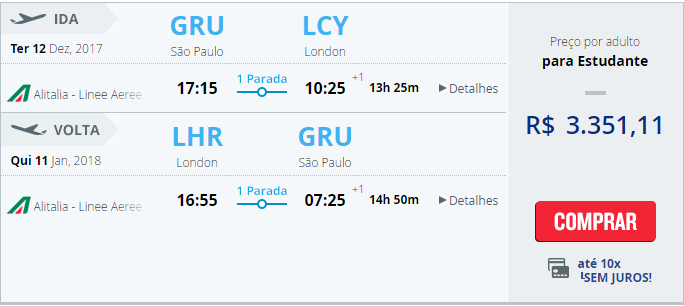 IDA
GRU LCY
Ter 12 Dez, 2017 São Paulo London
Alitalia - Linee Aeree 17:15 1 Parada 10:25 +1 13h 25m Detalhes
VOLTA
LHR GRU
Qui 11 Jan, 2018 London São Paulo
Alitalia - Linee Aeree 16:55 1 Parada 07:25 +1 14h 50m Detalhes
Preço por adulto
para Estudante
R$ 3.351,11
COMPRAR
até 10x
SEM JUROS!